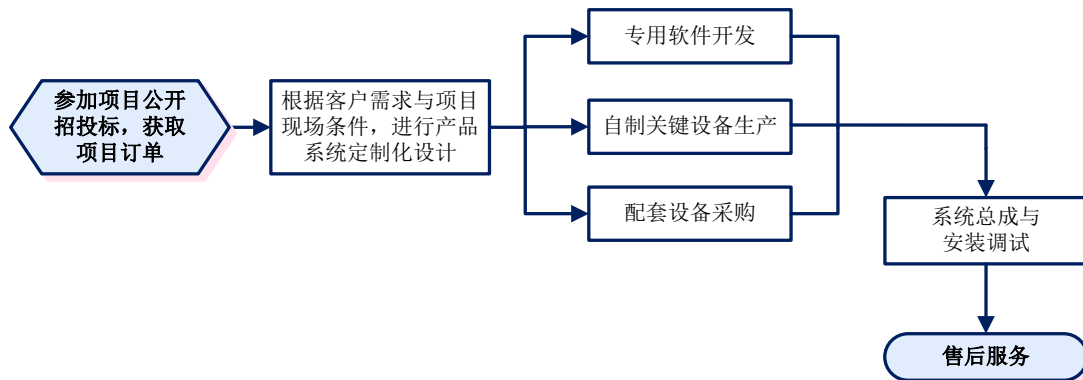 参加项目公开
招投标，获取
项目订单
根据客户需求与项目
现场条件，进行产品
系统定制化设计
专用软件开发
自制关键设备生产
配套设备采购
系统总成与
安装调试
售后服务